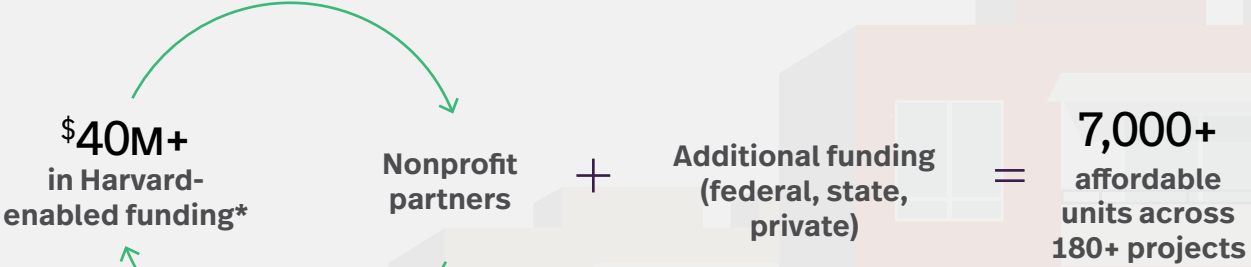 $40M+
in Harvard-
enabled funding*
Nonprofit
partners
+
Additional funding
(federal, state,
private)
=
7,000+
affordable
units across
180+ projects